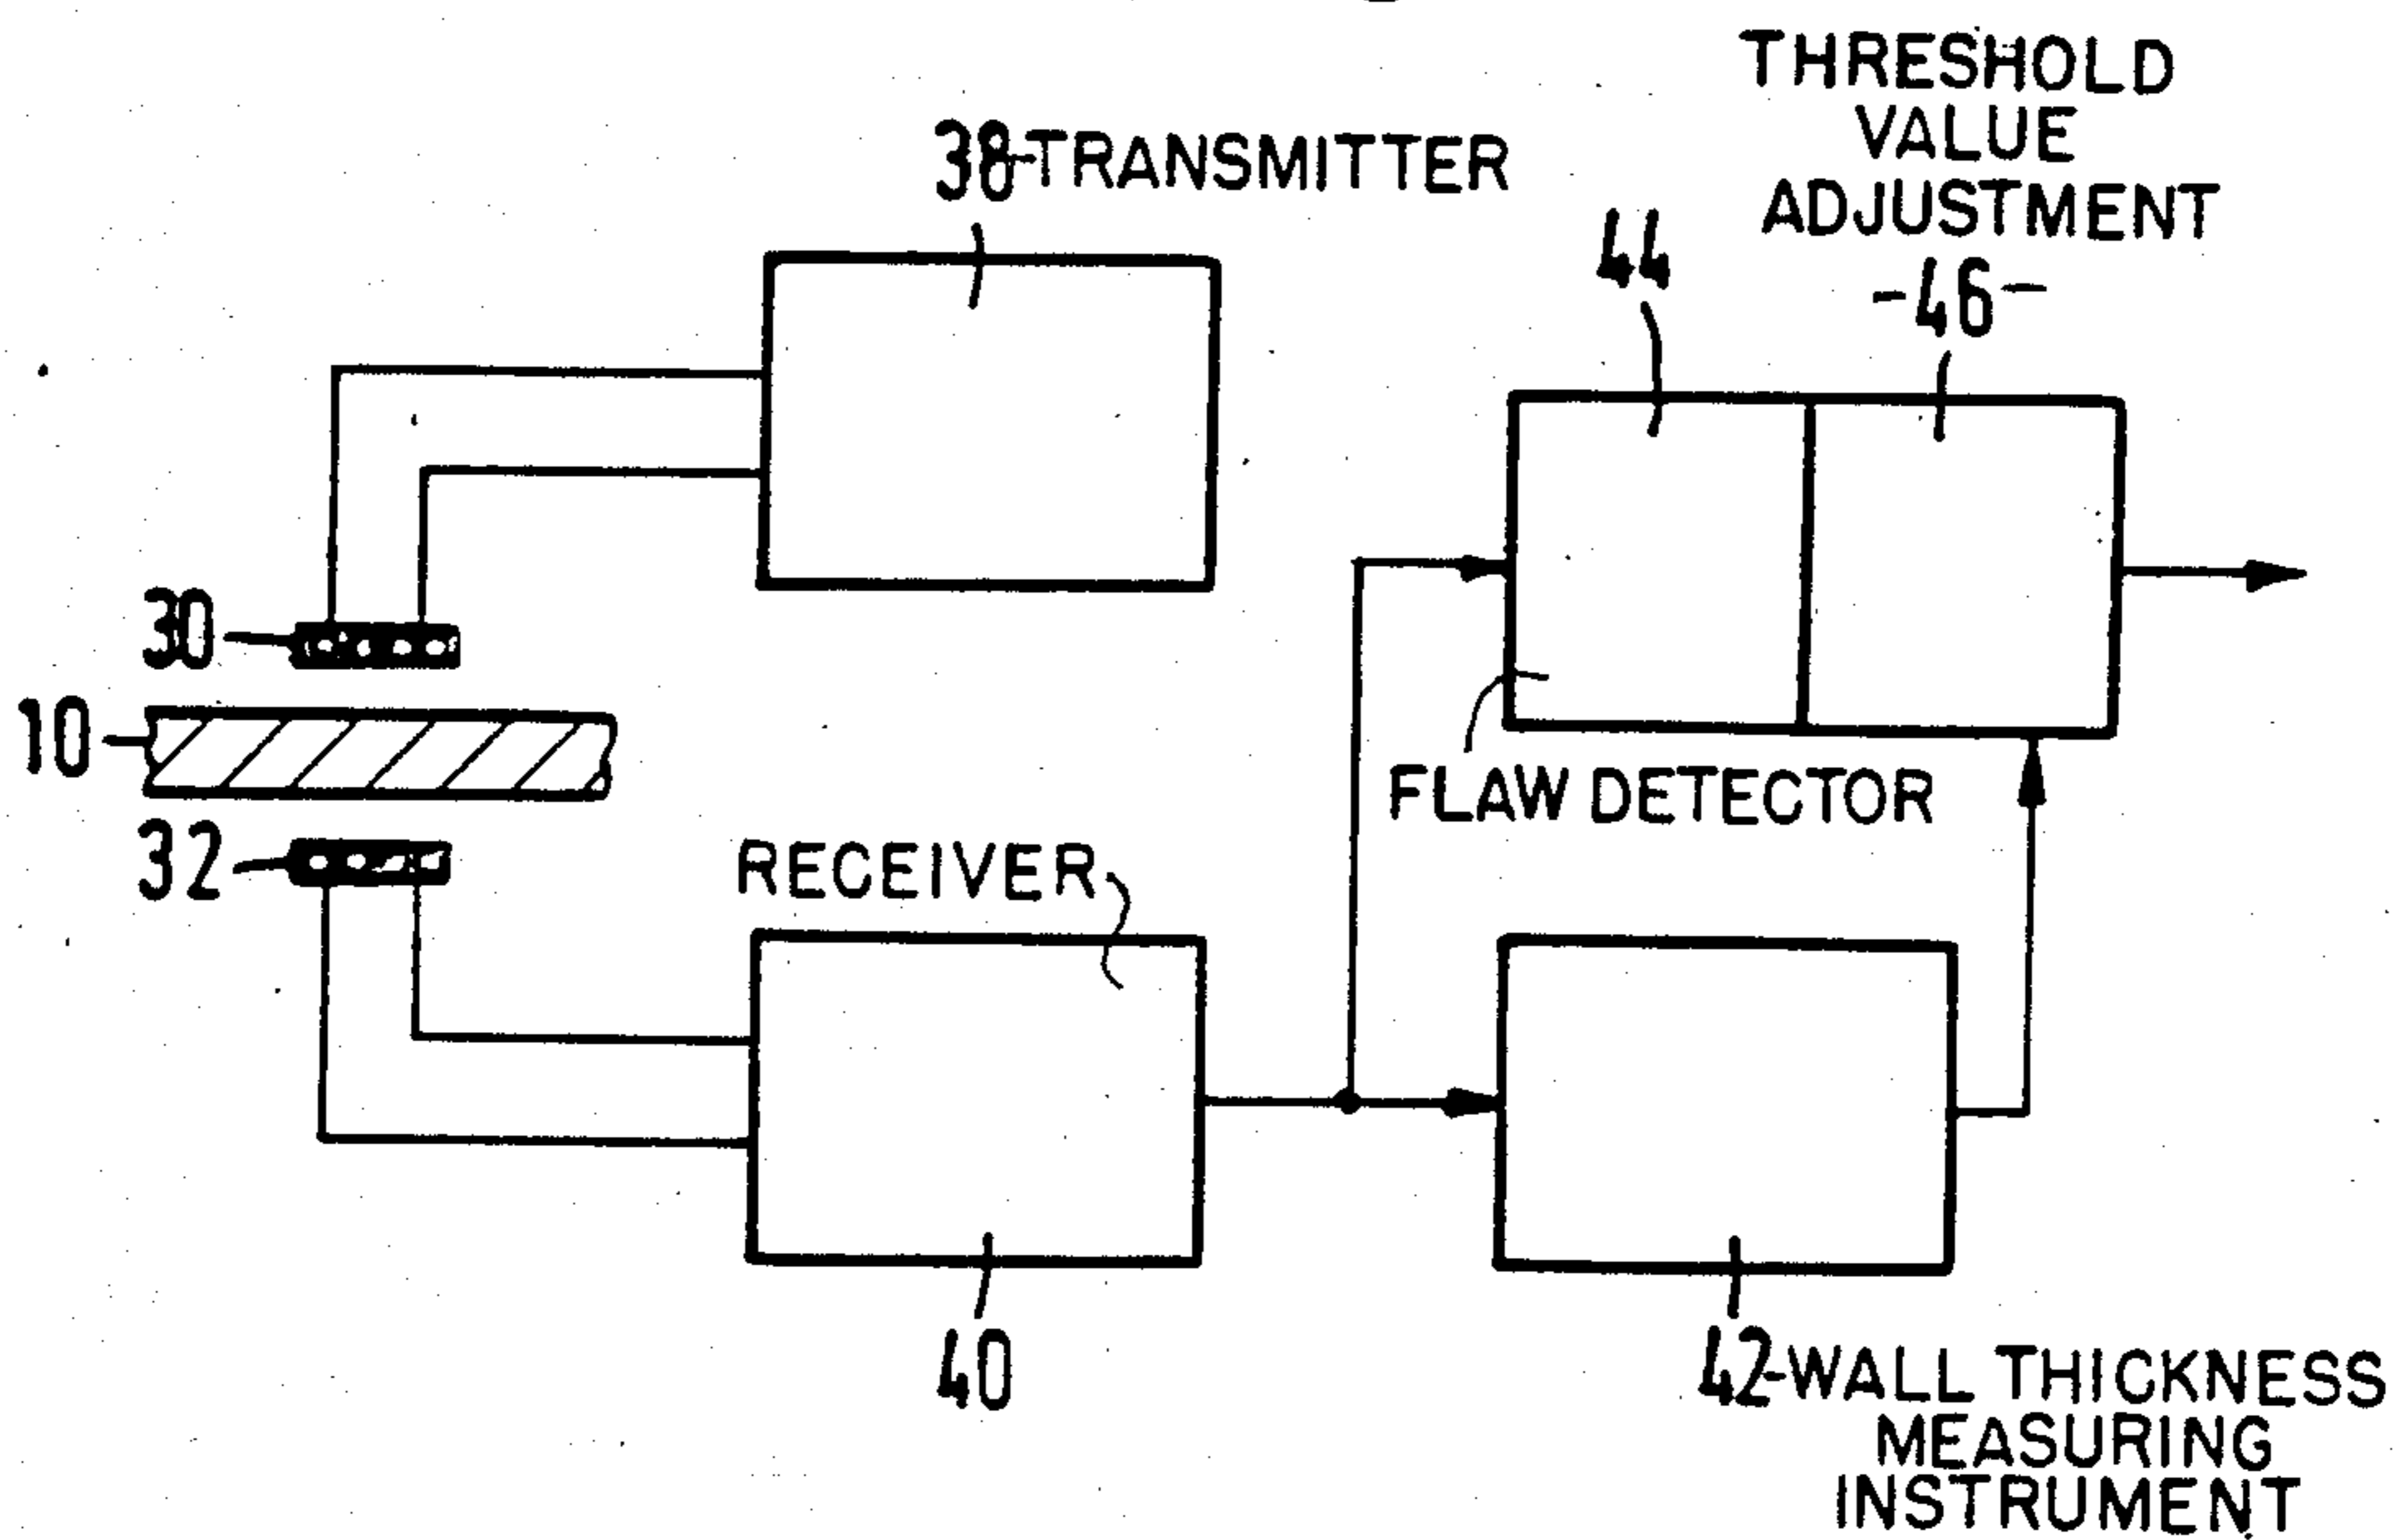 THRESHOLD
VALUE
ADJUSTMENT
-46-
38-TRANSMITTER
44
30
10
32
FLAW DETECTOR
RECEIVER
40
42-WALL THICKNESS
MEASURING
INSTRUMENT